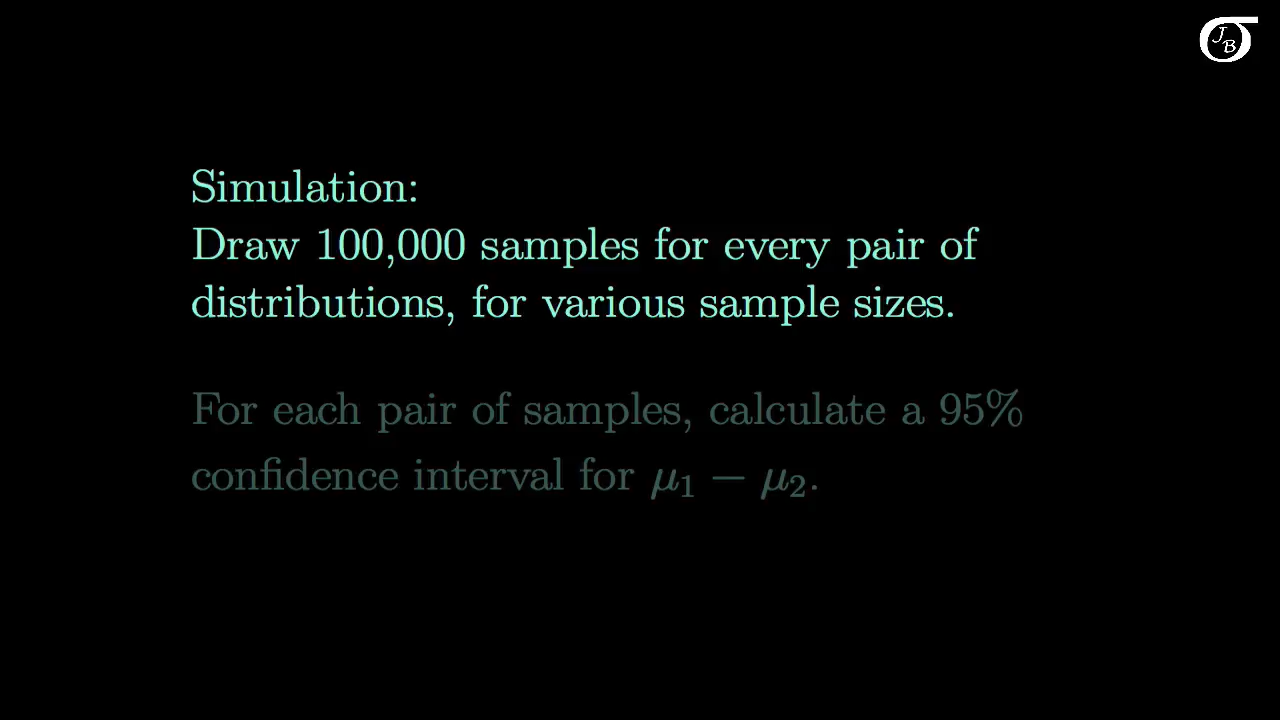 JB
Simulation:
Draw 100,000 samples for every pair of
distributions, for various sample sizes.
For each pair of samples, calculate a 95%
confidence interval for μ₁ − μ₂.